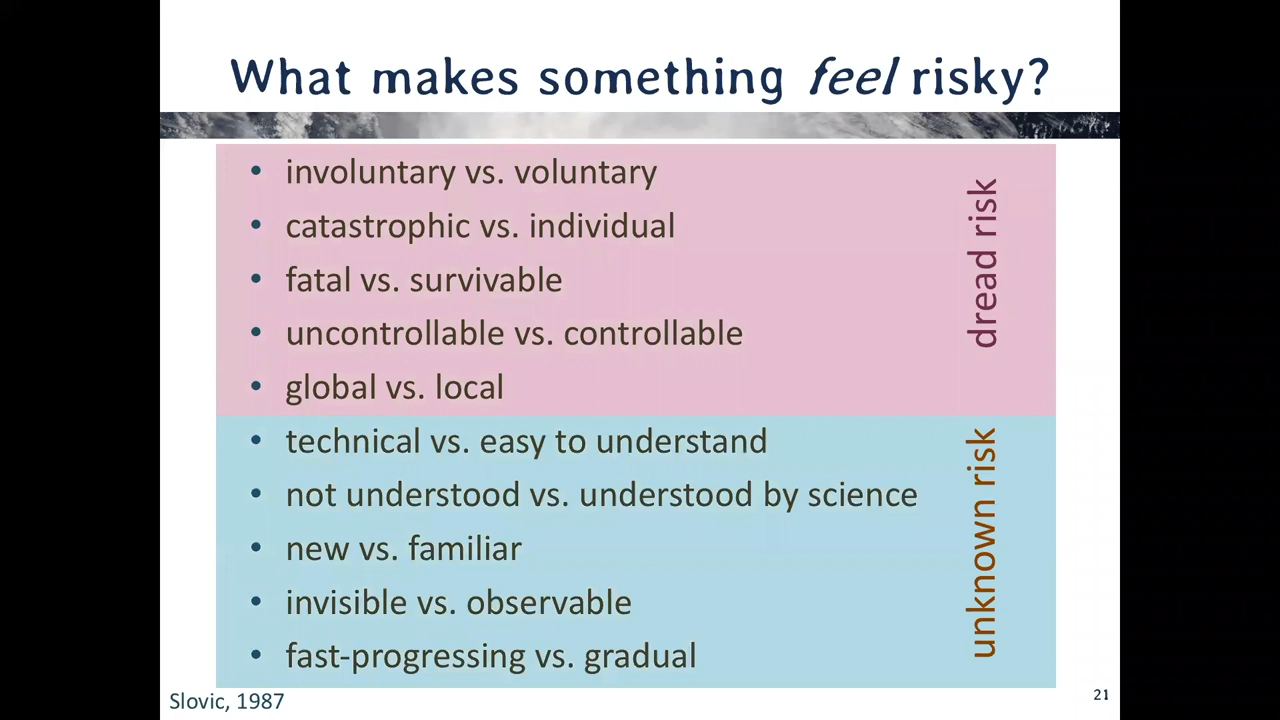 What makes something feel risky?
• involuntary vs. voluntary
• catastrophic vs. individual
• fatal vs. survivable
• uncontrollable vs. controllable
• global vs. local
dread risk
• technical vs. easy to understand
• not understood vs. understood by science
• new vs. familiar
• invisible vs. observable
• fast-progressing vs. gradual
unknown risk
Slovic, 1987
21